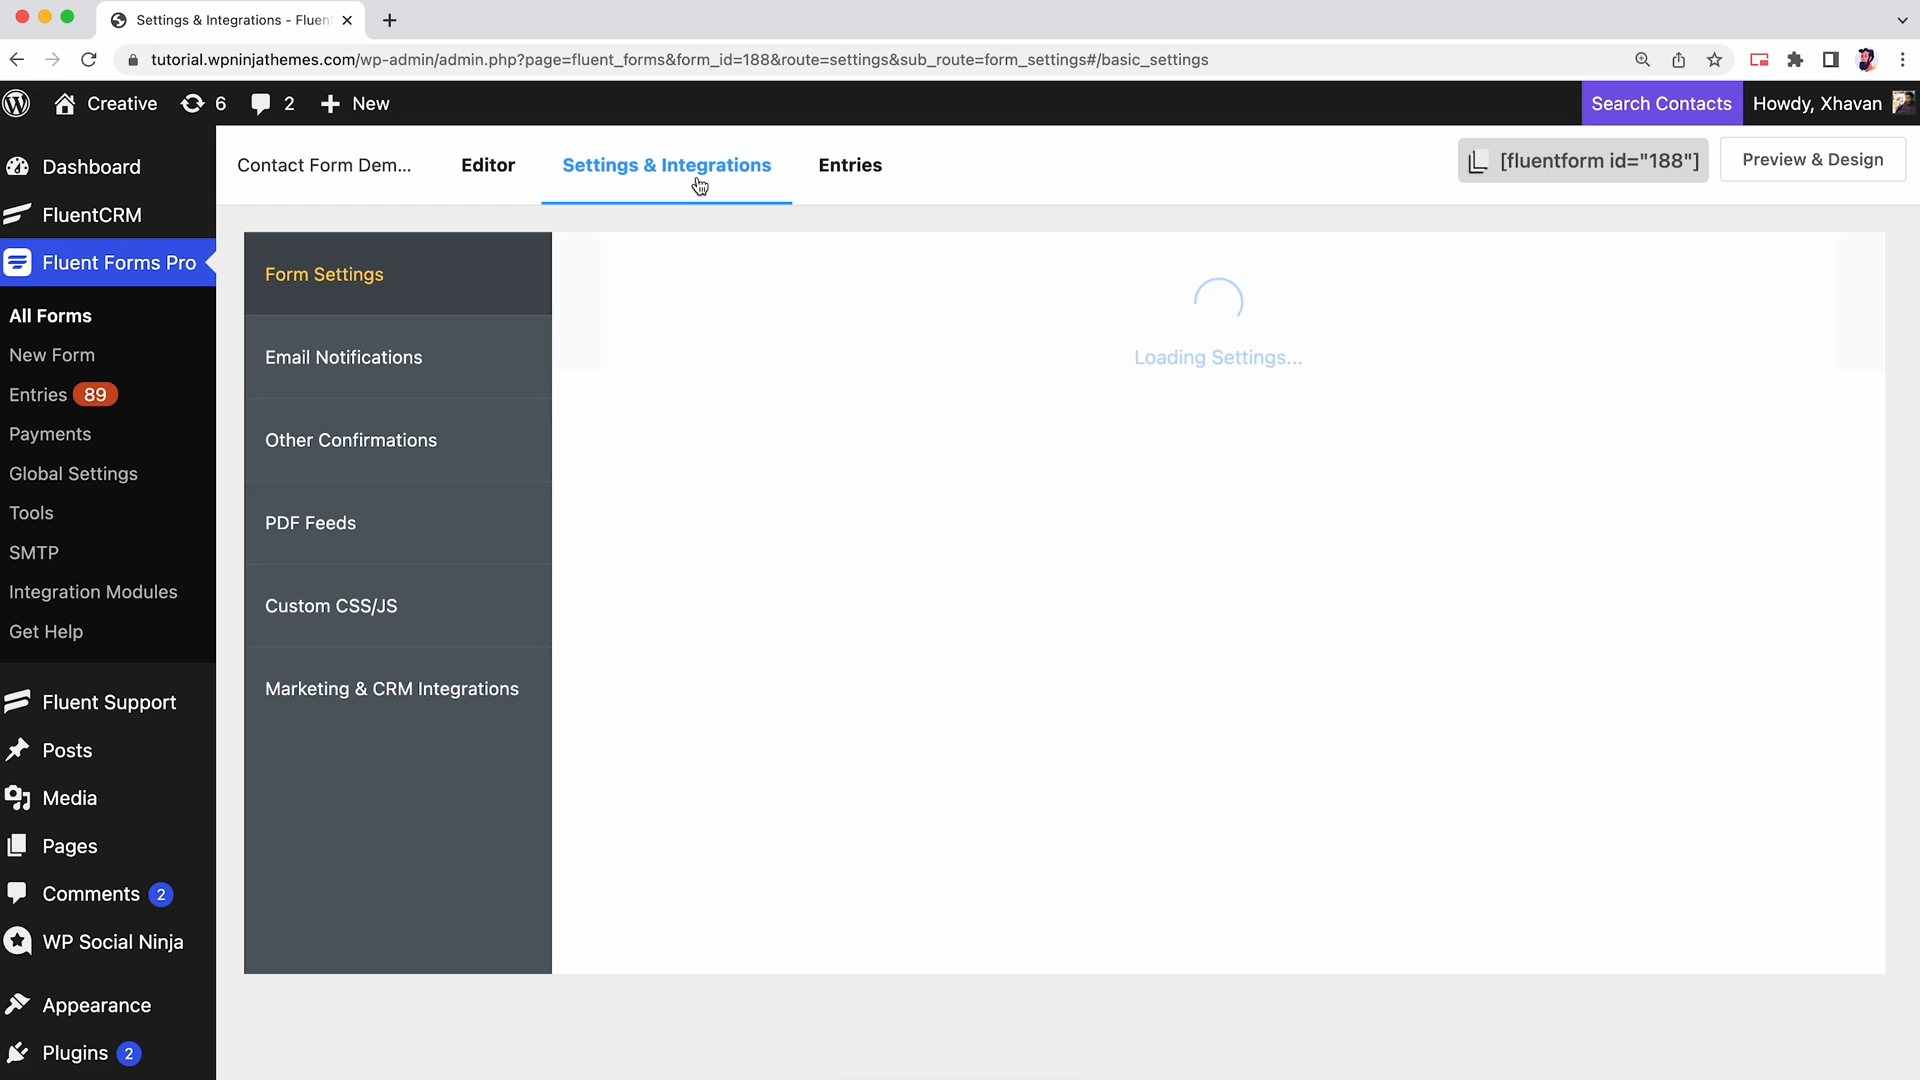 Settings & Integrations - Fluen
tutorial.wpninjathemes.com/wp-admin/admin.php?page=fluent_forms&form_id=188&route=settings&sub_route=form_settings#/basic_settings
Creative 6 2 New Search Contacts Howdy, Xhavan
Dashboard
FluentCRM
Fluent Forms Pro
All Forms
New Form
Entries 89
Payments
Global Settings
Tools
SMTP
Integration Modules
Get Help
Fluent Support
Posts
Media
Pages
Comments 2
WP Social Ninja
Appearance
Plugins 2
Contact Form Dem... Editor Settings & Integrations Entries [fluentform id="188"] Preview & Design
Form Settings
Email Notifications
Other Confirmations
PDF Feeds
Custom CSS/JS
Marketing & CRM Integrations
Loading Settings...